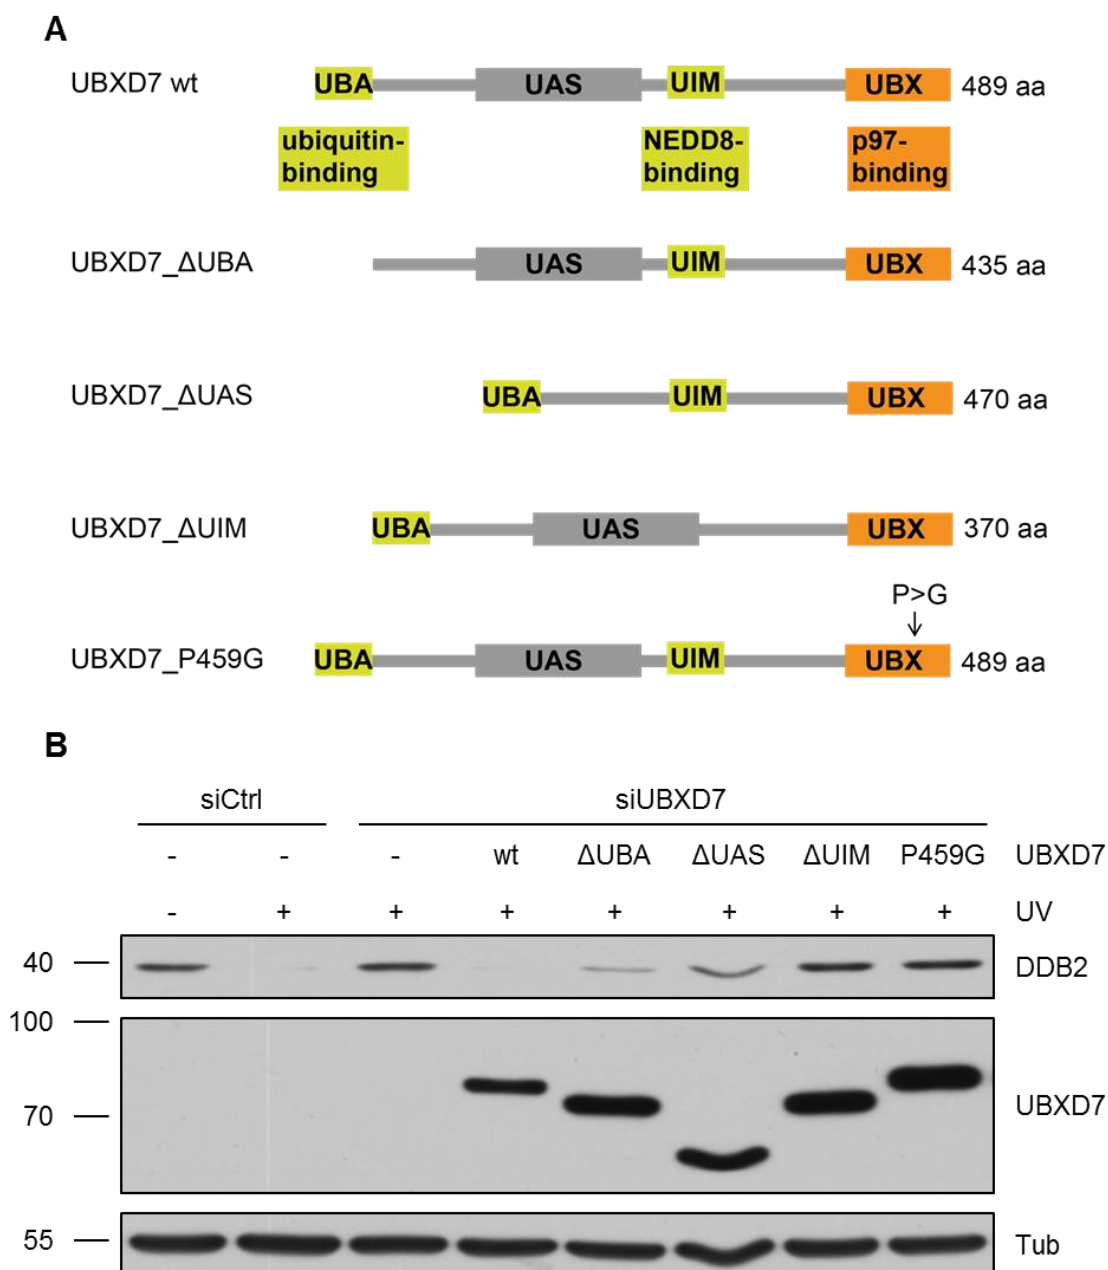 A
UBXD7 wt UBA UAS UIM UBX 489 aa
ubiquitin-binding NEDD8-binding p97-binding
UBXD7_ΔUBA UAS UIM UBX 435 aa
UBXD7_ΔUAS UBA UIM UBX 470 aa
UBXD7_ΔUIM UBA UAS UBX 370 aa
P>G
UBXD7_P459G UBA UAS UIM UBX 489 aa
B
siCtrl siUBXD7
- - - wt ΔUBA ΔUAS ΔUIM P459G UBXD7
- + + + + + + + UV
40 DDB2
100
70 UBXD7
55 Tub